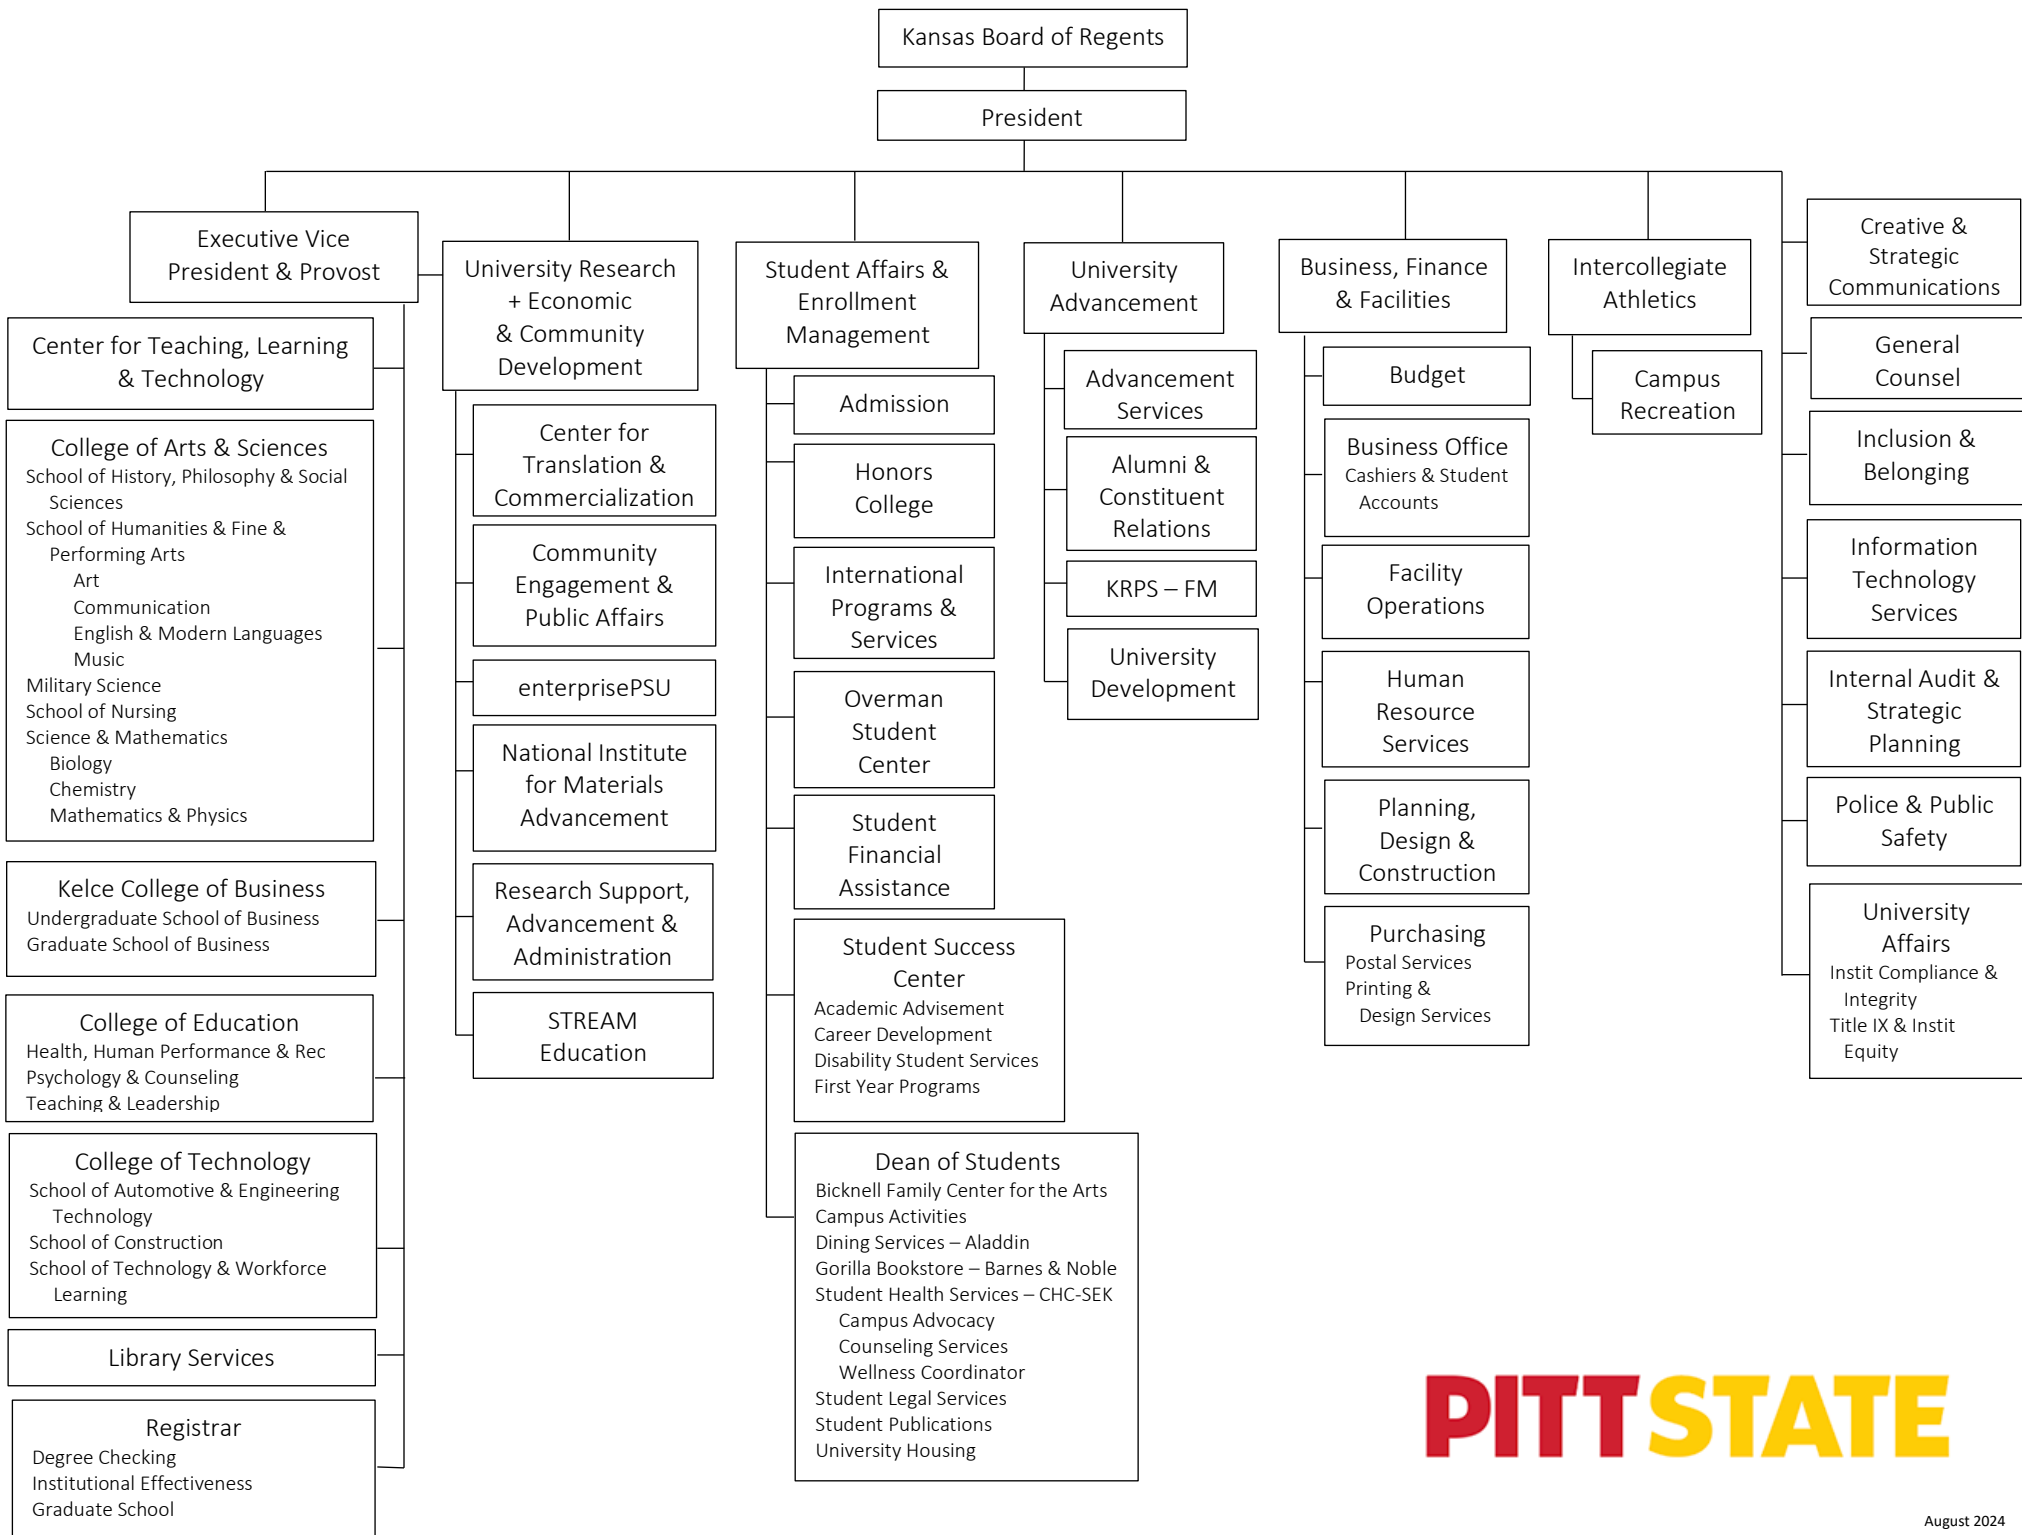 Kansas Board of Regents
President
Executive Vice
President & Provost
Center for Teaching, Learning
& Technology
College of Arts & Sciences
School of History, Philosophy & Social
Sciences
School of Humanities & Fine &
Performing Arts
Art
Communication
English & Modern Languages
Music
Military Science
School of Nursing
Science & Mathematics
Biology
Chemistry
Mathematics & Physics
Kelce College of Business
Undergraduate School of Business
Graduate School of Business
College of Education
Health, Human Performance & Rec
Psychology & Counseling
Teaching & Leadership
College of Technology
School of Automotive & Engineering
Technology
School of Construction
School of Technology & Workforce
Learning
Library Services
Registrar
Degree Checking
Institutional Effectiveness
Graduate School
University Research
+ Economic
& Community
Development
Center for
Translation &
Commercialization
Community
Engagement &
Public Affairs
enterprisePSU
National Institute
for Materials
Advancement
Research Support,
Advancement &
Administration
STREAM
Education
Student Affairs &
Enrollment
Management
Admission
Honors
College
International
Programs &
Services
Overman
Student
Center
Student
Financial
Assistance
Student Success
Center
Academic Advisement
Career Development
Disability Student Services
First Year Programs
Dean of Students
Bicknell Family Center for the Arts
Campus Activities
Dining Services – Aladdin
Gorilla Bookstore – Barnes & Noble
Student Health Services – CHC-SEK
Campus Advocacy
Counseling Services
Wellness Coordinator
Student Legal Services
Student Publications
University Housing
University
Advancement
Advancement
Services
Alumni &
Constituent
Relations
KRPS – FM
University
Development
Business, Finance
& Facilities
Budget
Business Office
Cashiers & Student
Accounts
Facility
Operations
Human
Resource
Services
Planning,
Design &
Construction
Purchasing
Postal Services
Printing &
Design Services
Intercollegiate
Athletics
Campus
Recreation
Creative &
Strategic
Communications
General
Counsel
Inclusion &
Belonging
Information
Technology
Services
Internal Audit &
Strategic
Planning
Police & Public
Safety
University
Affairs
Instit Compliance &
Integrity
Title IX & Instit
Equity
PITT STATE
August 2024